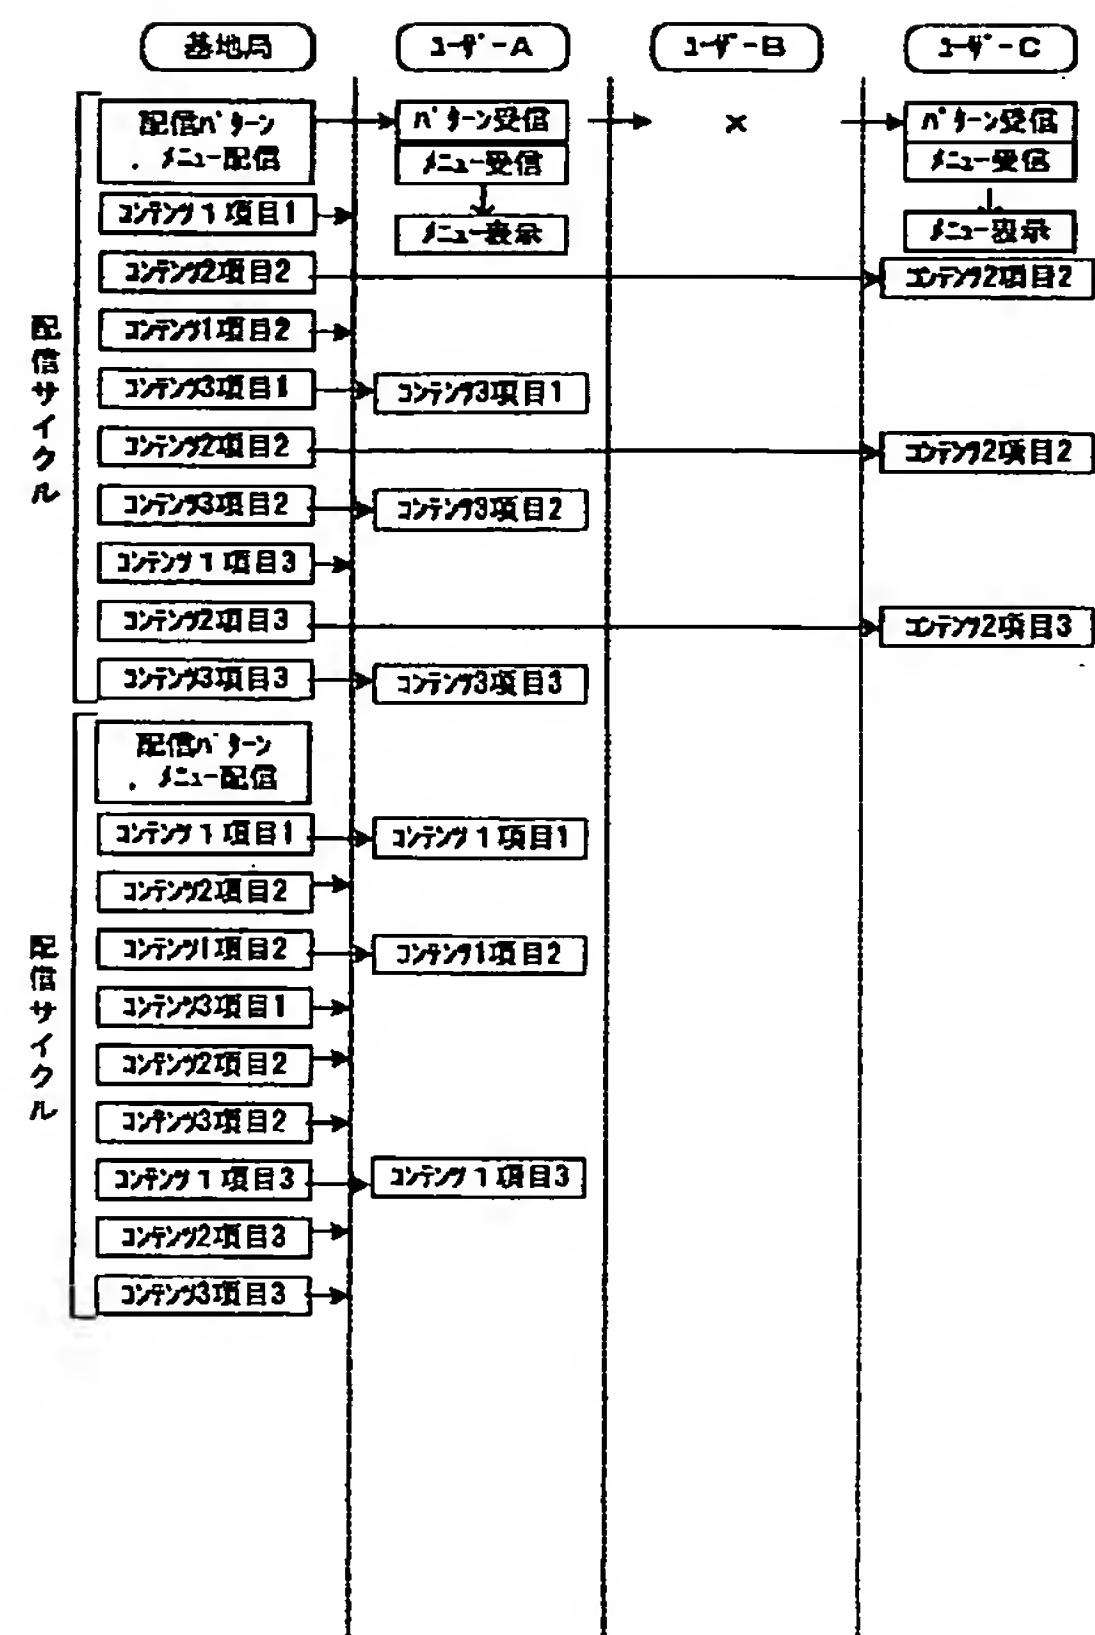 基地局
ユーザーA
ユーザーB
ユーザーC
配信パターン
、メニュー配信
パターン受信
メニュー受信
メニュー表示
×
パターン受信
メニュー受信
メニュー表示
配信サイクル
コンテンツ1項目1
コンテンツ2項目2
コンテンツ2項目2
コンテンツ1項目2
コンテンツ3項目1
コンテンツ3項目1
コンテンツ2項目2
コンテンツ2項目2
コンテンツ3項目2
コンテンツ3項目2
コンテンツ1項目3
コンテンツ2項目3
コンテンツ2項目3
コンテンツ3項目3
コンテンツ3項目3
配信サイクル
配信パターン
、メニュー配信
コンテンツ1項目1
コンテンツ1項目1
コンテンツ2項目2
コンテンツ1項目2
コンテンツ1項目2
コンテンツ3項目1
コンテンツ2項目2
コンテンツ3項目2
コンテンツ1項目3
コンテンツ1項目3
コンテンツ2項目3
コンテンツ3項目3